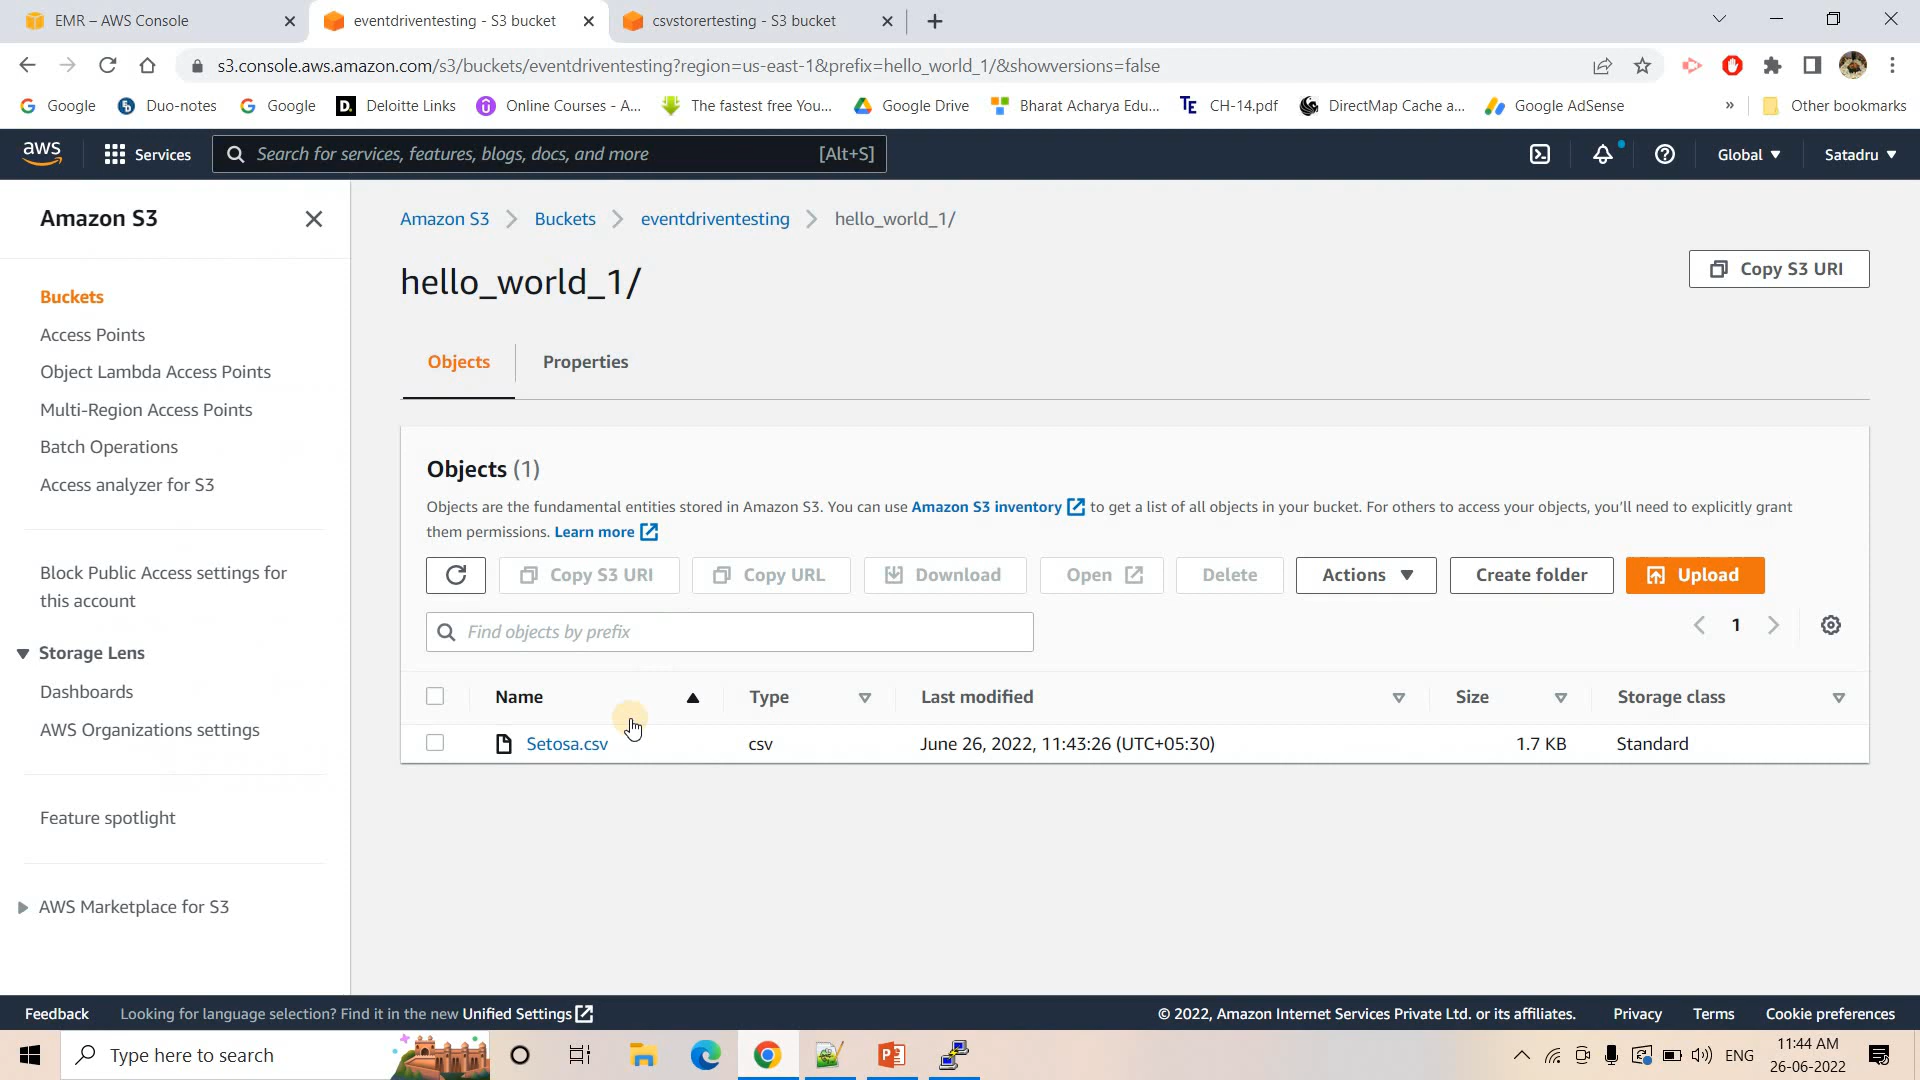 EMR – AWS Console
eventdriventesting - S3 bucket
csvstorertesting - S3 bucket
s3.console.aws.amazon.com/s3/buckets/eventdriventesting?region=us-east-1&prefix=hello_world_1/&showversions=false
Google
Duo-notes
Google
Deloitte Links
Online Courses - A...
The fastest free You...
Google Drive
Bharat Acharya Edu...
CH-14.pdf
DirectMap Cache a...
Google AdSense
»
Other bookmarks
aws
Services
Search for services, features, blogs, docs, and more [Alt+S]
Global
Satadru
Amazon S3
Buckets
Access Points
Object Lambda Access Points
Multi-Region Access Points
Batch Operations
Access analyzer for S3
Block Public Access settings for
this account
Storage Lens
Dashboards
AWS Organizations settings
Feature spotlight
AWS Marketplace for S3
Amazon S3 > Buckets > eventdriventesting > hello_world_1/
hello_world_1/
Copy S3 URI
Objects
Properties
Objects (1)
Objects are the fundamental entities stored in Amazon S3. You can use Amazon S3 inventory to get a list of all objects in your bucket. For others to access your objects, you'll need to explicitly grant
them permissions. Learn more
Copy S3 URI
Copy URL
Download
Open
Delete
Actions
Create folder
Upload
Find objects by prefix
1
Name Type Last modified Size Storage class
Setosa.csv csv June 26, 2022, 11:43:26 (UTC+05:30) 1.7 KB Standard
Feedback
Looking for language selection? Find it in the new Unified Settings
© 2022, Amazon Internet Services Private Ltd. or its affiliates.
Privacy
Terms
Cookie preferences
Type here to search
ENG
11:44 AM
26-06-2022